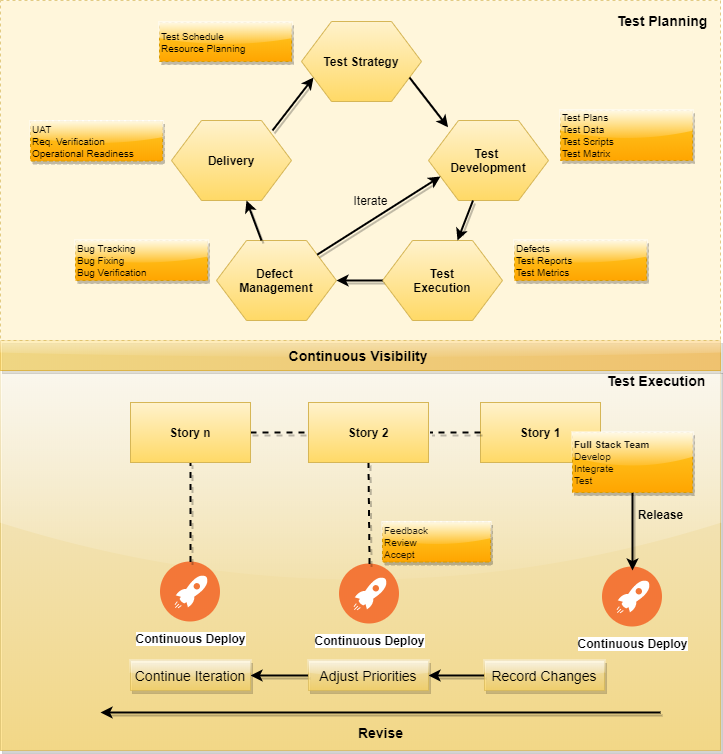 Test Planning
Test Schedule
Resource Planning
Test Strategy
UAT
Req. Verification
Operational Readiness
Delivery
Test
Development
Test Plans
Test Data
Test Scripts
Test Matrix
Iterate
Bug Tracking
Bug Fixing
Bug Verification
Defect
Management
Test
Execution
Defects
Test Reports
Test Metrics
Continuous Visibility
Test Execution
Story n
Story 2
Story 1
Full Stack Team
Develop
Integrate
Test
Release
Feedback
Review
Accept
Continuous Deploy
Continuous Deploy
Continuous Deploy
Continue Iteration
Adjust Priorities
Record Changes
Revise